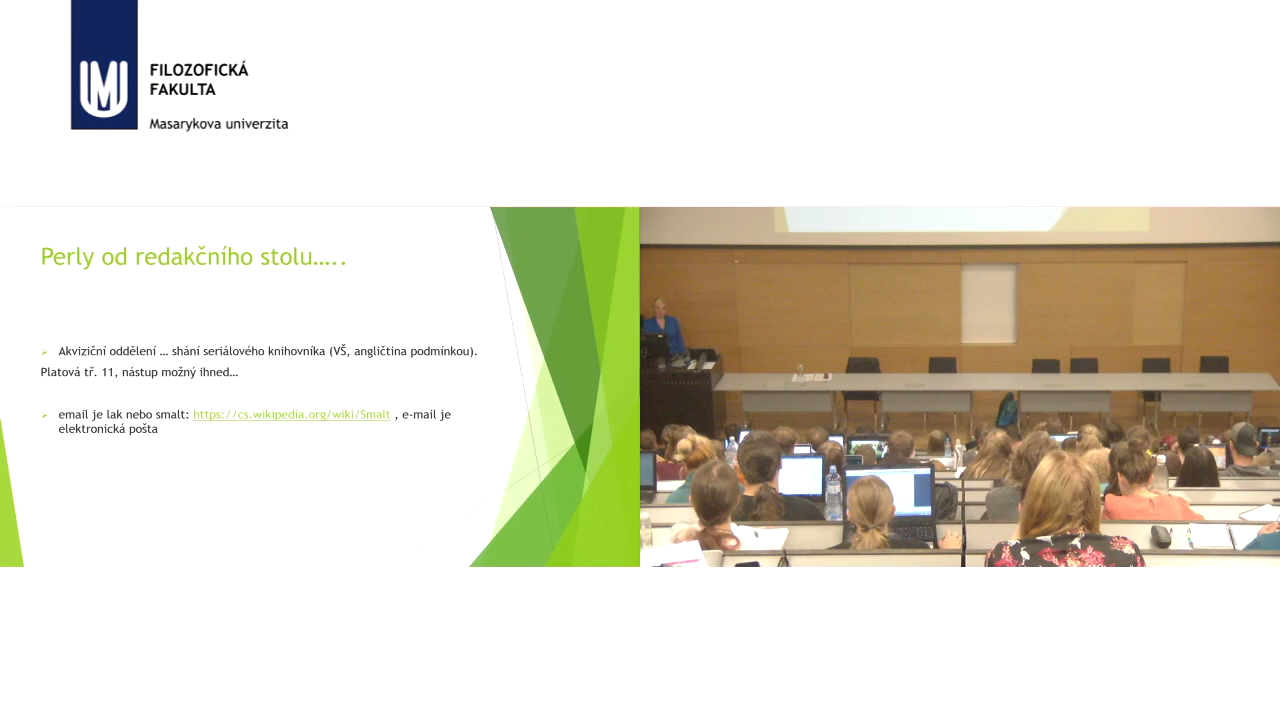 FILOZOFICKÁ
FAKULTA
Masarykova univerzita
Perly od redakčního stolu…..
Akviziční oddělení … shání seriálového knihovníka (VŠ, angličtina podmínkou).
Platová tř. 11, nástup možný ihned…
email je lak nebo smalt: https://cs.wikipedia.org/wiki/Smalt , e-mail je
elektronická pošta